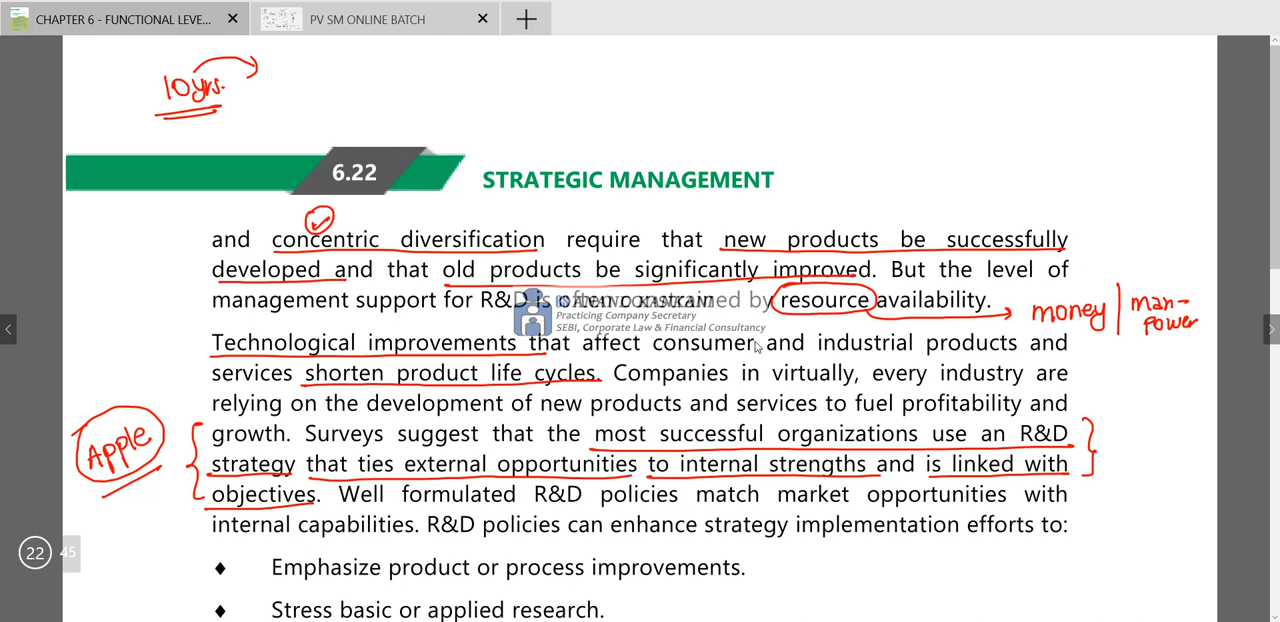 CHAPTER 6 - FUNCTIONAL LEVE...
PV SM ONLINE BATCH
10yrs.
6.22
STRATEGIC MANAGEMENT
and concentric diversification require that new products be successfully
developed and that old products be significantly improved. But the level of
management support for R&D is often constrained by resource availability.
money | man-
power
Practicing Company Secretary
SEBI, Corporate Law & Financial Consultancy
Technological improvements that affect consumer and industrial products and
services shorten product life cycles. Companies in virtually, every industry are
relying on the development of new products and services to fuel profitability and
Apple
growth. Surveys suggest that the most successful organizations use an R&D
strategy that ties external opportunities to internal strengths and is linked with
objectives. Well formulated R&D policies match market opportunities with
internal capabilities. R&D policies can enhance strategy implementation efforts to:
22
45
♦ Emphasize product or process improvements.
♦ Stress basic or applied research.